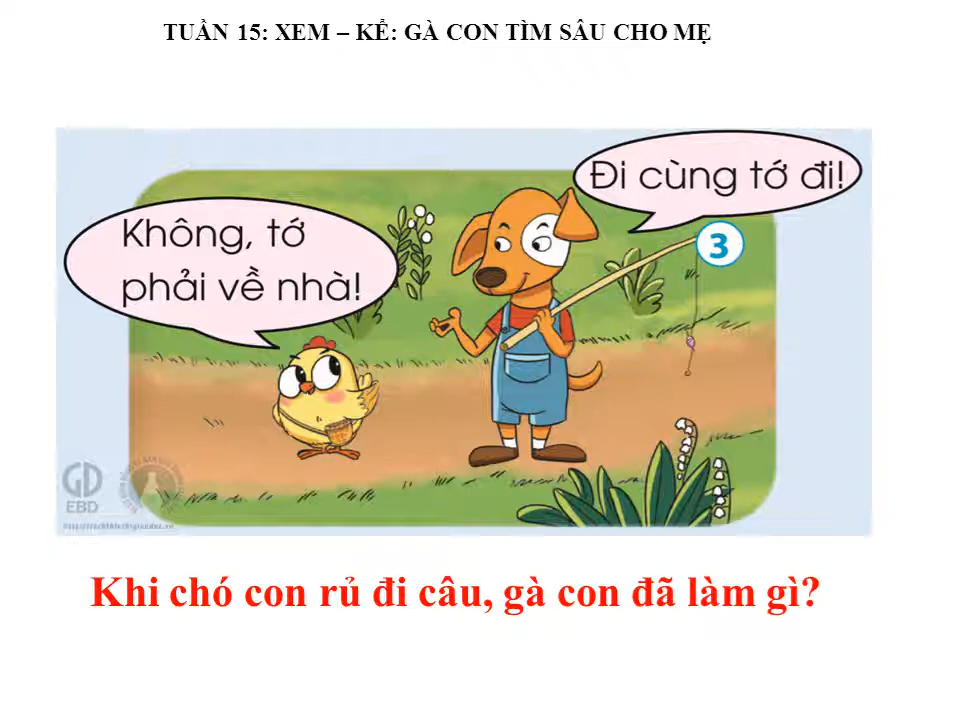 TUẦN 15: XEM – KỂ: GÀ CON TÌM SÂU CHO MẸ
Đi cùng tớ đi!
Không, tớ
phải về nhà!
3
GD
EBD
Khi chó con rủ đi câu, gà con đã làm gì?